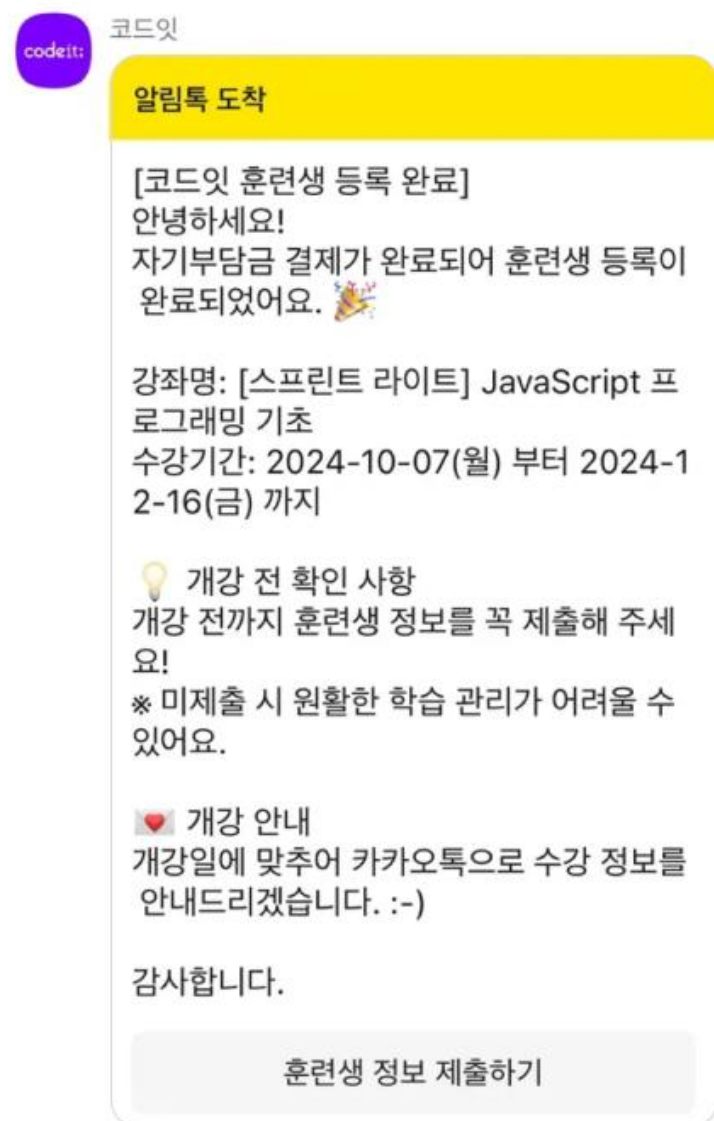 codeit:
코드잇
알림톡 도착
[코드잇 훈련생 등록 완료]
안녕하세요!
자기부담금 결제가 완료되어 훈련생 등록이
완료되었어요. 🎉
강좌명: [스프린트 라이트] JavaScript 프
로그래밍 기초
수강기간: 2024-10-07(월) 부터 2024-1
2-16(금) 까지
💡 개강 전 확인 사항
개강 전까지 훈련생 정보를 꼭 제출해 주세
요!
※ 미제출 시 원활한 학습 관리가 어려울 수
있어요.
💌 개강 안내
개강일에 맞추어 카카오톡으로 수강 정보를
안내드리겠습니다. :-)
감사합니다.
훈련생 정보 제출하기